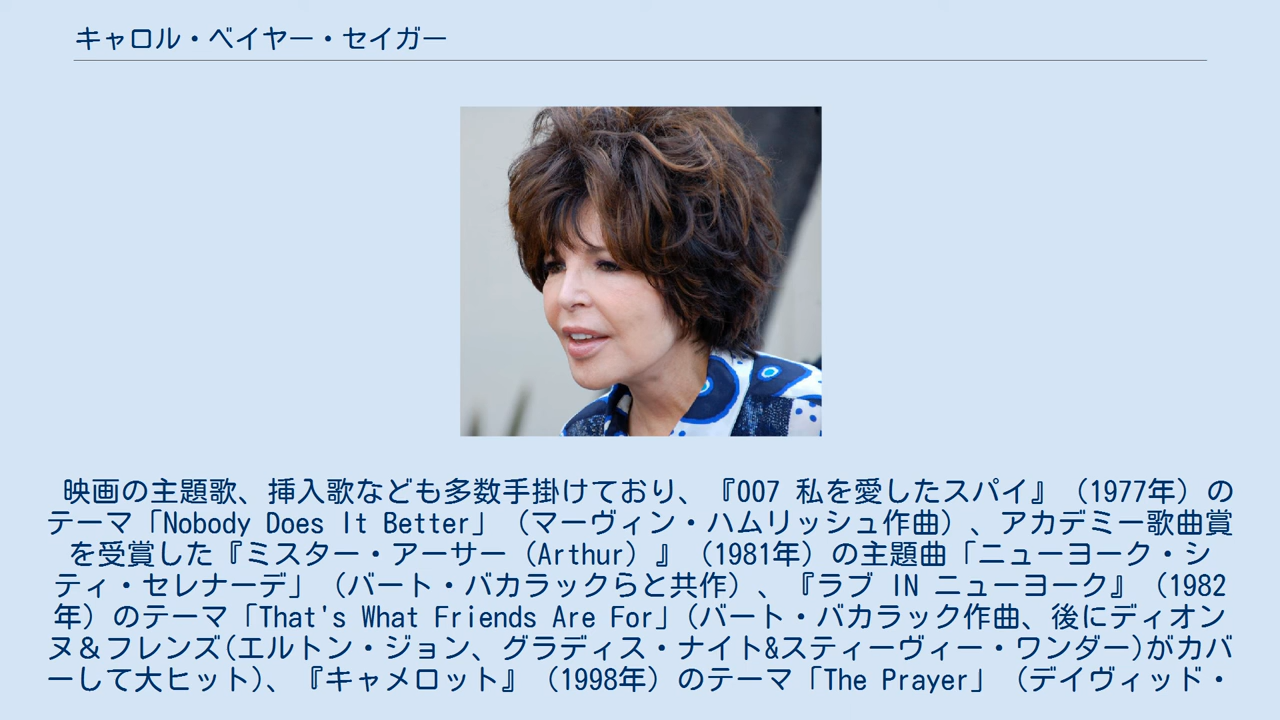 キャロル・ベイヤー・セイガー
映画の主題歌、挿入歌なども多数手掛けており、『007 私を愛したスパイ』（1977年）の
テーマ「Nobody Does It Better」（マーヴィン・ハムリッシュ作曲）、アカデミー歌曲賞
を受賞した『ミスター・アーサー（Arthur）』（1981年）の主題曲「ニューヨーク・シ
ティ・セレナーデ」（バート・バカラックらと共作）、『ラブ IN ニューヨーク』（1982
年）のテーマ「That's What Friends Are For」(バート・バカラック作曲、後にディオン
ヌ＆フレンズ(エルトン・ジョン、グラディス・ナイト&スティーヴィー・ワンダー)がカバ
ーして大ヒット)、『キャメロット』（1998年）のテーマ「The Prayer」（デイヴィッド・